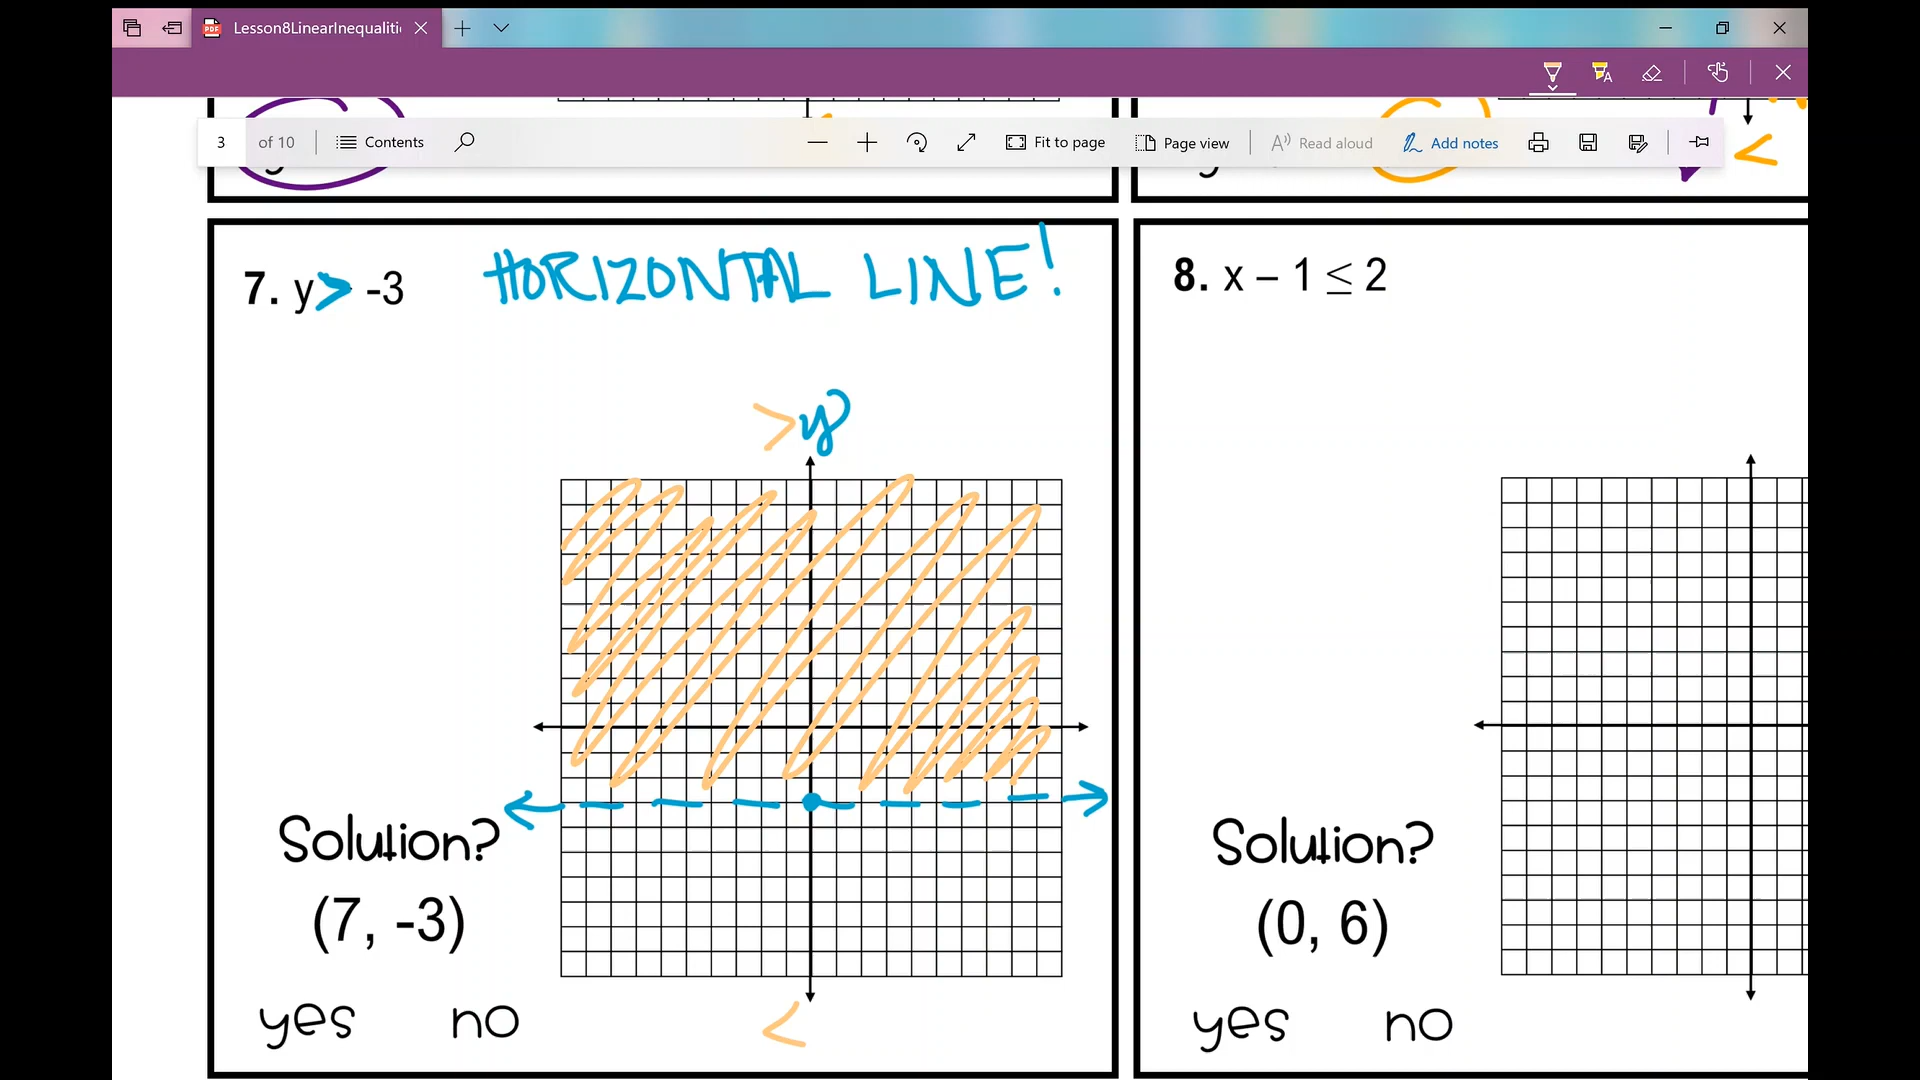 Lesson8LinearInequaliti
3 of 10 Contents Fit to page Page view Read aloud Add notes
<
7. y > -3 HORIZONTAL LINE!
8. x – 1 ≤ 2
> y
Solution?
(7, -3)
yes no
<
Solution?
(0, 6)
yes no